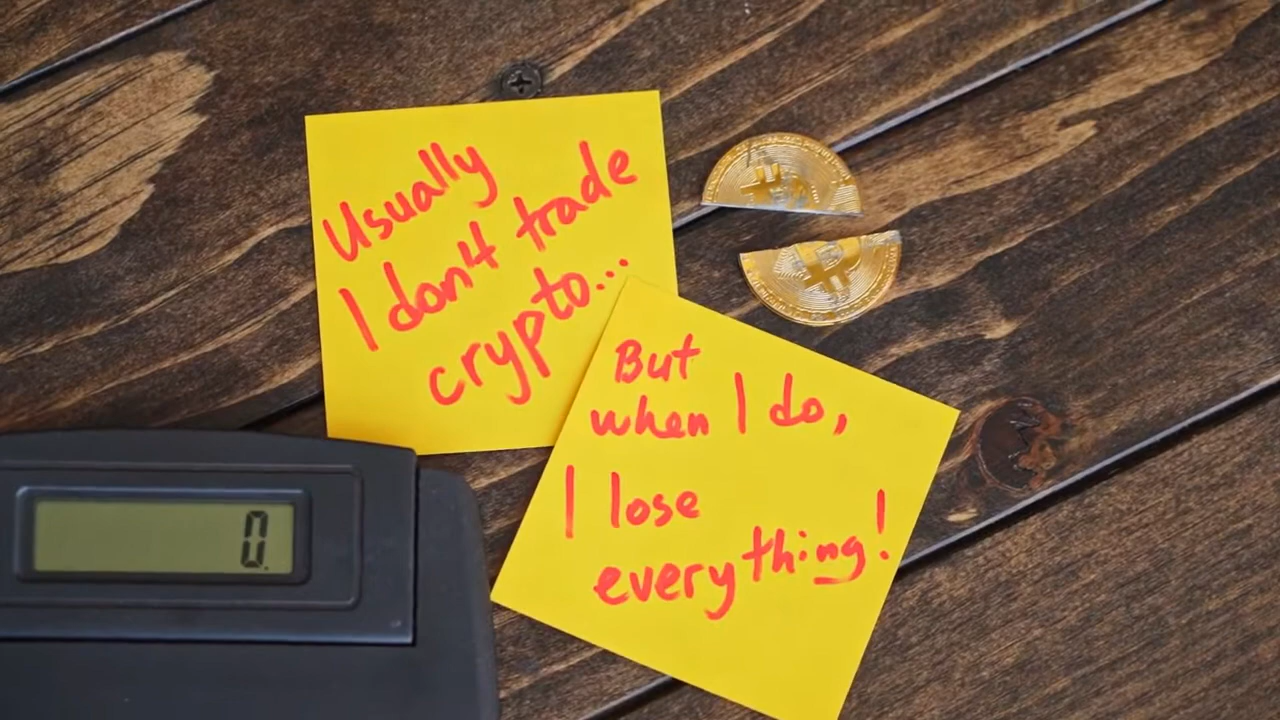 Usually
I don't trade
crypto...
But
when I do,
I lose
everything!
0.